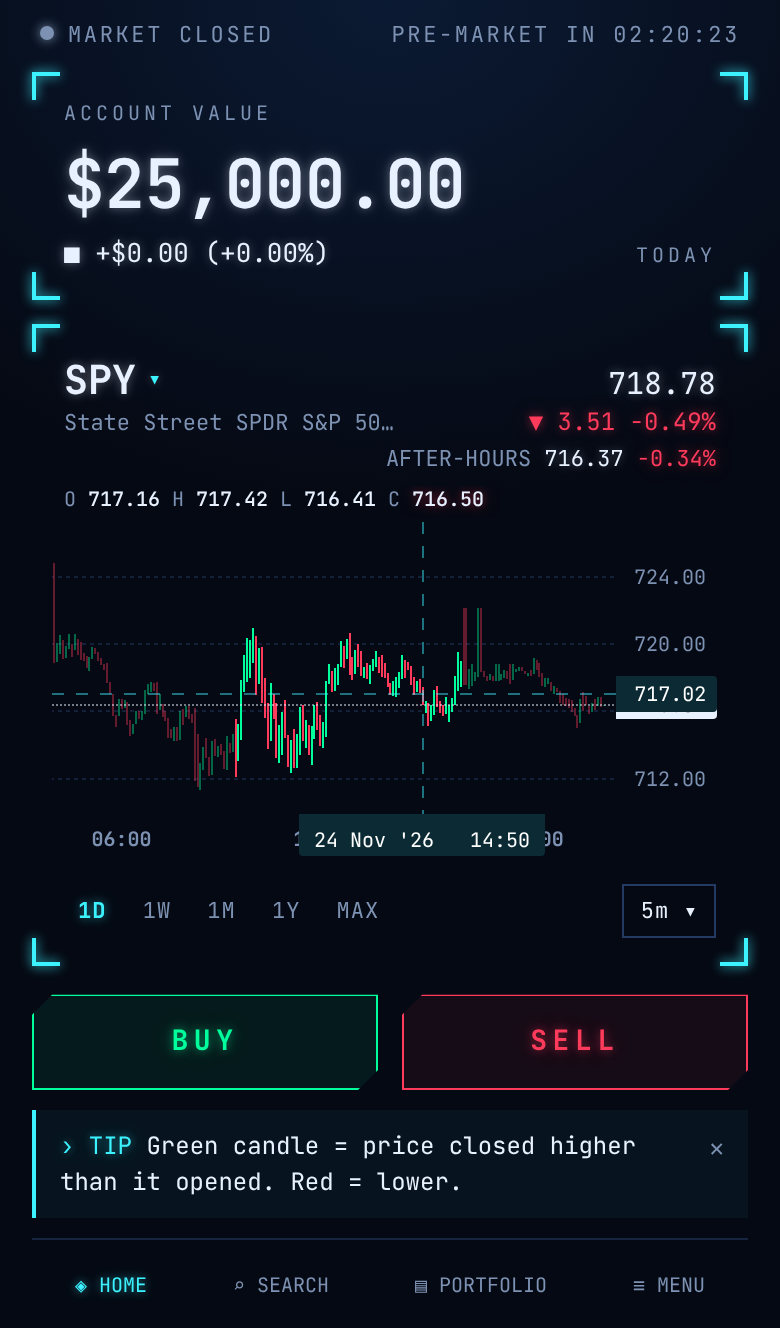 MARKET CLOSED PRE-MARKET IN 02:20:23
ACCOUNT VALUE
$25,000.00
■ +$0.00 (+0.00%) TODAY
SPY ▾ 718.78
State Street SPDR S&P 50… ▼ 3.51 -0.49%
AFTER-HOURS 716.37 -0.34%
O 717.16 H 717.42 L 716.41 C 716.50
724.00
720.00
717.02
712.00
06:00 24 Nov '26 14:50
1D 1W 1M 1Y MAX 5m ▾
BUY SELL
› TIP Green candle = price closed higher ×
than it opened. Red = lower.
◈ HOME ⌕ SEARCH ▤ PORTFOLIO ≡ MENU